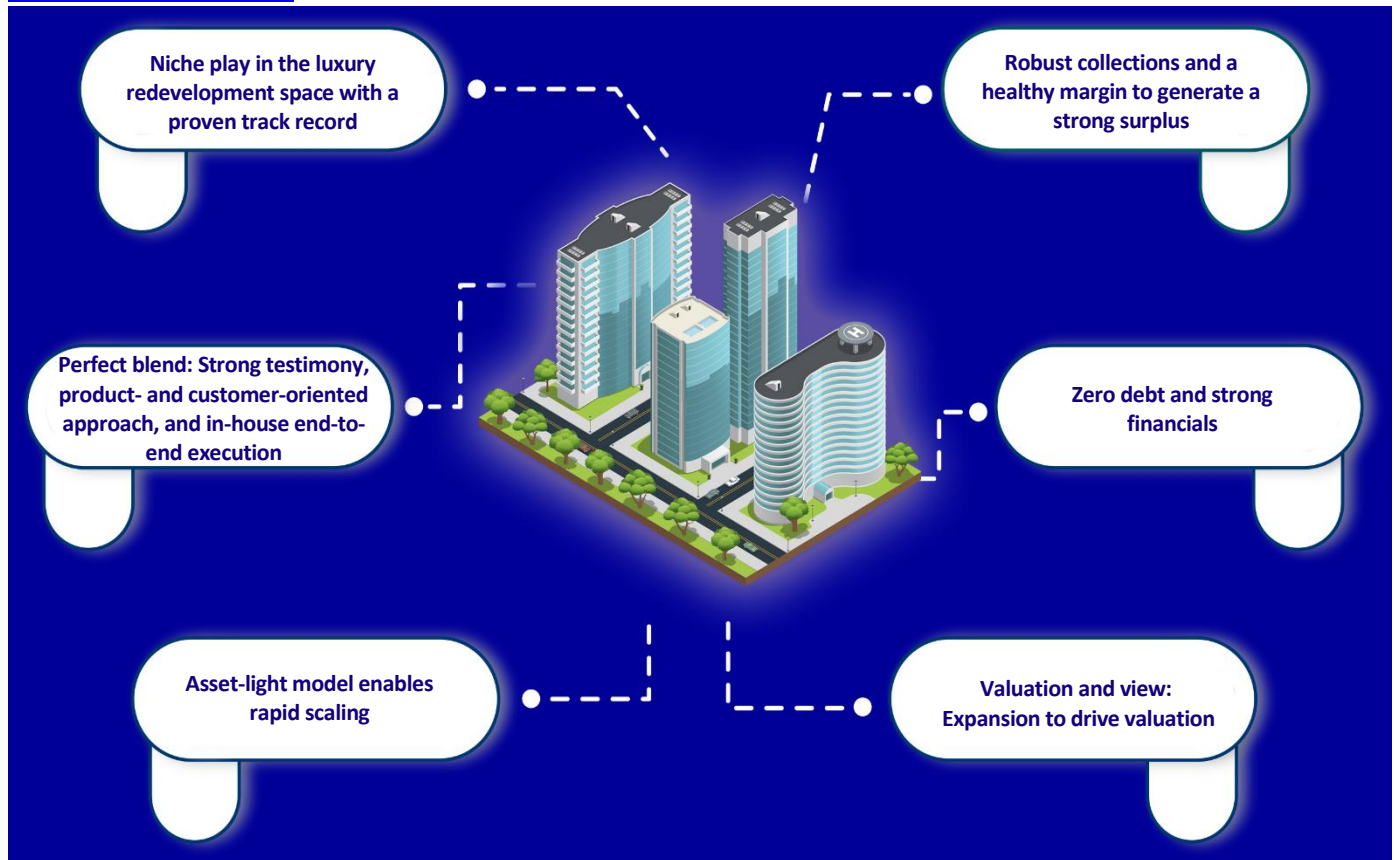 Niche play in the luxury
redevelopment space with a
proven track record
Robust collections and a
healthy margin to generate a
strong surplus
Perfect blend: Strong testimony,
product- and customer-oriented
approach, and in-house end-to-
end execution
Zero debt and strong
financials
Asset-light model enables
rapid scaling
Valuation and view:
Expansion to drive valuation
H